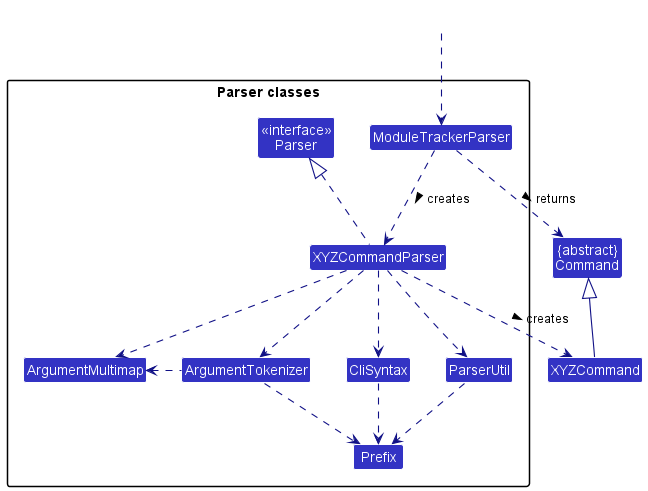 Parser classes
«interface»
Parser
ModuleTrackerParser
creates
returns
XYZCommandParser
{abstract}
Command
creates
ArgumentMultimap
ArgumentTokenizer
CliSyntax
ParserUtil
XYZCommand
Prefix